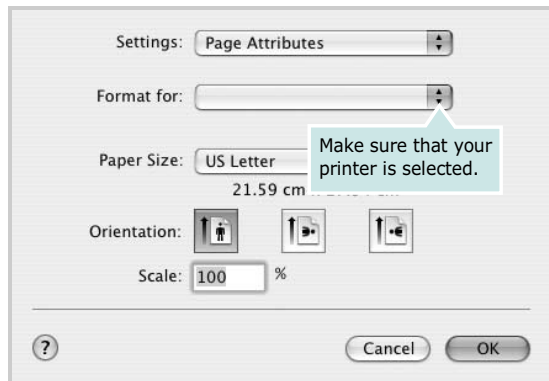 Settings: Page Attributes
Format for:
Make sure that your
printer is selected.
Paper Size: US Letter
21.59 cm
Orientation:
Scale: 100 %
? Cancel OK